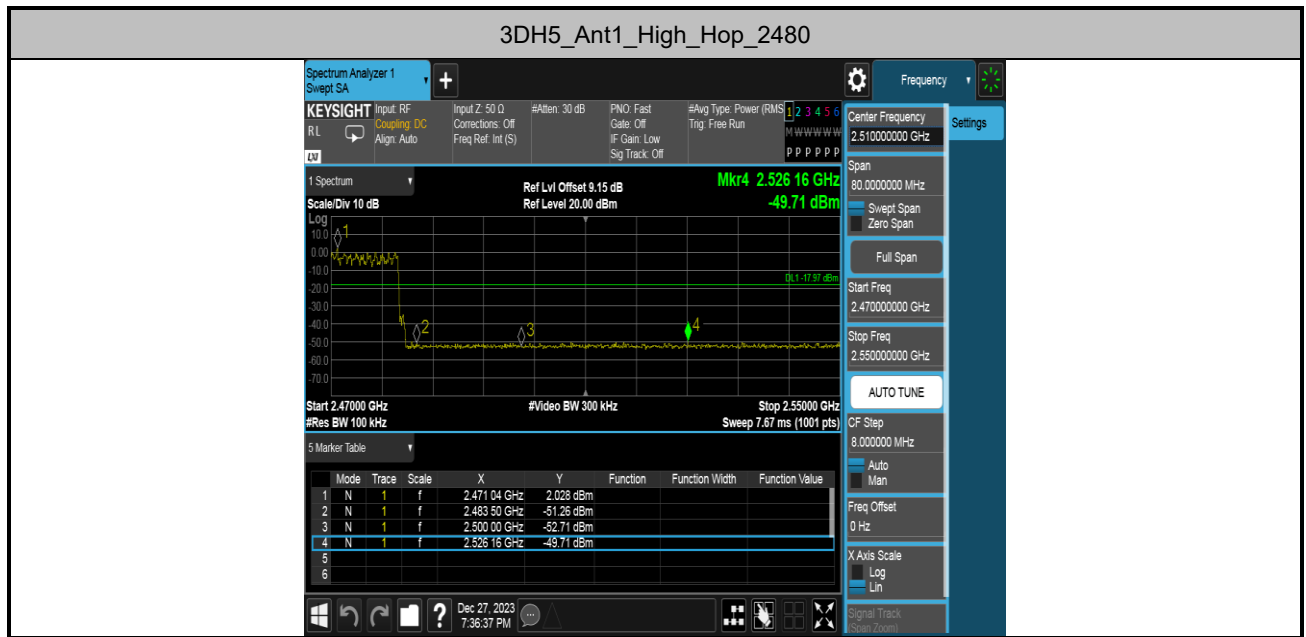 3DH5_Ant1_High_Hop_2480
Spectrum Analyzer 1
Swept SA
Frequency
KEYSIGHT
RL
LXI
Input: RF
Coupling: DC
Align: Auto
Input Z: 50 Ω
Corrections: Off
Freq Ref: Int (S)
#Atten: 30 dB
PNO: Fast
Gate: Off
IF Gain: Low
Sig Track: Off
#Avg Type: Power (RMS
Trig: Free Run
1 2 3 4 5 6
M W W W W W
P P P P P P
1 Spectrum
Scale/Div 10 dB
Ref Lvl Offset 9.15 dB
Ref Level 20.00 dBm
Mkr4 2.526 16 GHz
-49.71 dBm
Log
10.0
0.00
-10.0
-20.0
-30.0
-40.0
-50.0
-60.0
-70.0
1
2
3
4
DL1 -17.97 dBm
Start 2.47000 GHz
#Video BW 300 kHz
Stop 2.55000 GHz
#Res BW 100 kHz
Sweep 7.67 ms (1001 pts)
5 Marker Table
Mode Trace Scale X Y Function Function Width Function Value
1 N 1 f 2.471 04 GHz 2.028 dBm
2 N 1 f 2.483 50 GHz -51.26 dBm
3 N 1 f 2.500 00 GHz -52.71 dBm
4 N 1 f 2.526 16 GHz -49.71 dBm
5
6
Dec 27, 2023
7:36:37 PM
Settings
Center Frequency
2.510000000 GHz
Span
80.0000000 MHz
Swept Span
Zero Span
Full Span
Start Freq
2.470000000 GHz
Stop Freq
2.550000000 GHz
AUTO TUNE
CF Step
8.000000 MHz
Auto
Man
Freq Offset
0 Hz
X Axis Scale
Log
Lin
Signal Track
(Span Zoom)